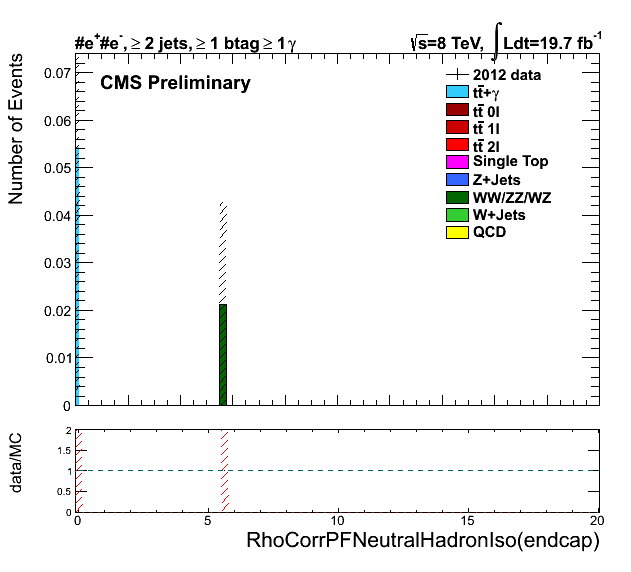 #e⁺#e⁻, ≥ 2 jets, ≥ 1 btag ≥ 1 γ
√s=8 TeV, ∫ Ldt=19.7 fb⁻¹
CMS Preliminary
Number of Events
0.07
0.06
0.05
0.04
0.03
0.02
0.01
0
2012 data
tt̅+γ
tt̅ 0l
tt̅ 1l
tt̅ 2l
Single Top
Z+Jets
WW/ZZ/WZ
W+Jets
QCD
data/MC
2
1.5
1
0.5
0
0 5 10 15 20
RhoCorrPFNeutralHadronIso(endcap)